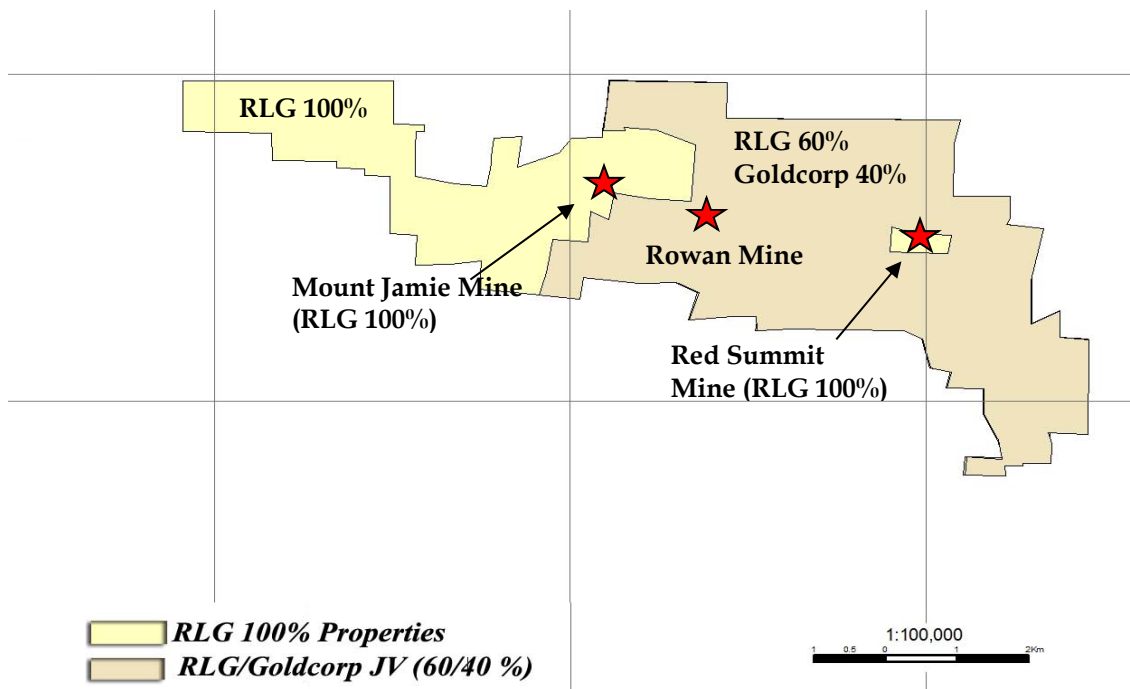 RLG 100%
RLG 60%
Goldcorp 40%
Rowan Mine
Mount Jamie Mine
(RLG 100%)
Red Summit
Mine (RLG 100%)
RLG 100% Properties
RLG/Goldcorp JV (60/40 %)
1:100,000
1 0.5 0 1 2Km